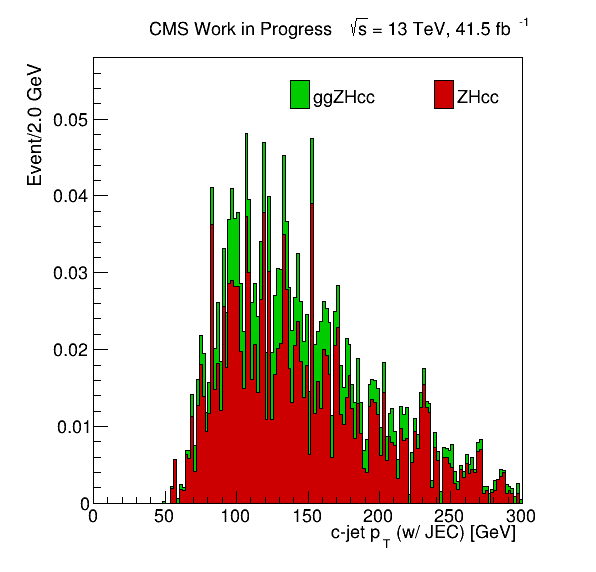 CMS Work in Progress √s = 13 TeV, 41.5 fb⁻¹
Event/2.0 GeV
ggZHcc ZHcc
0.05
0.04
0.03
0.02
0.01
0
0 50 100 150 200 250 300
c-jet p_T (w/ JEC) [GeV]